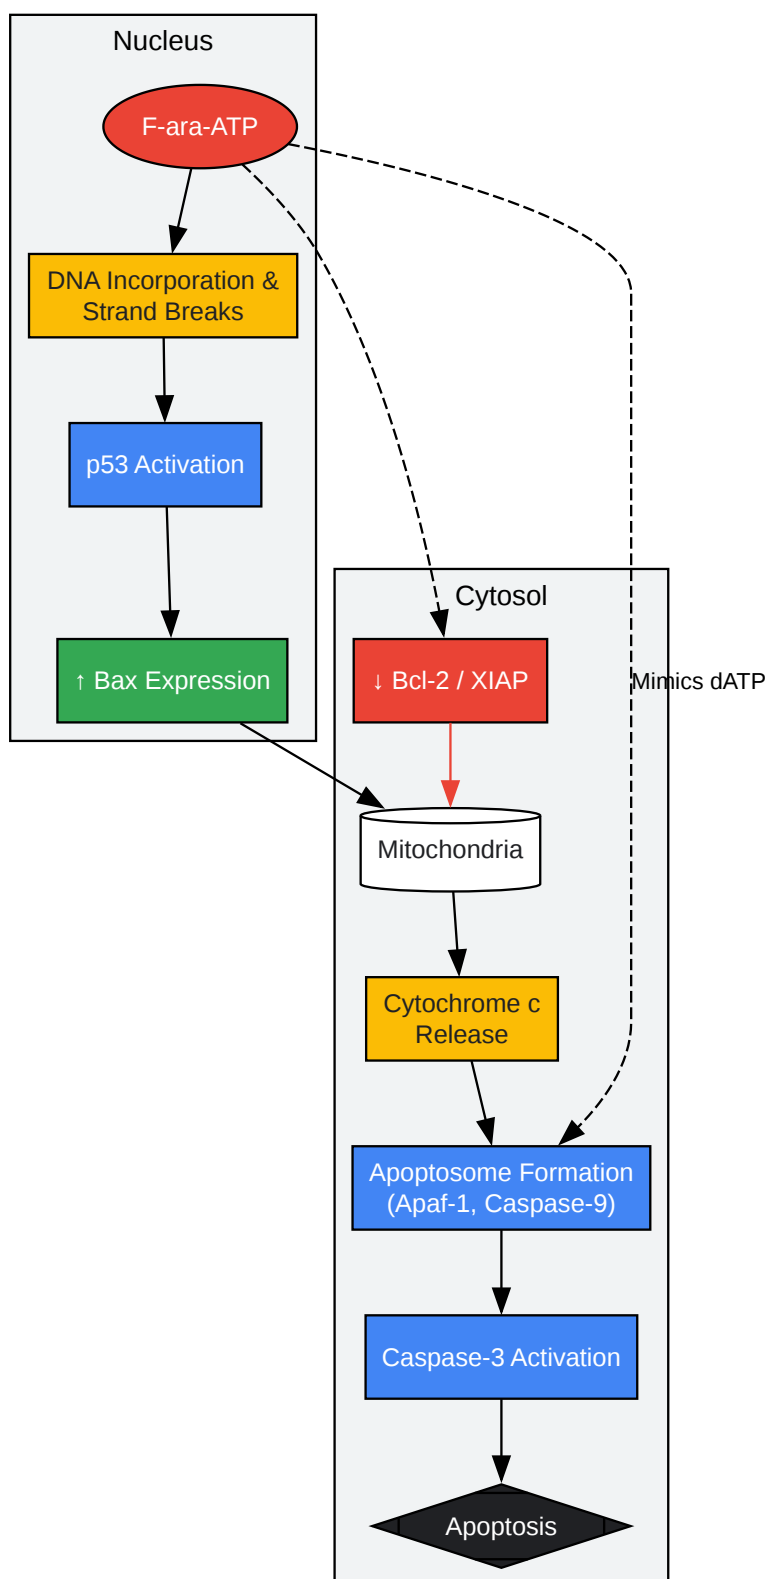 Nucleus
F-ara-ATP
DNA Incorporation &
Strand Breaks
p53 Activation
Cytosol
↑ Bax Expression
↓ Bcl-2 / XIAP
Mimics dATP
Mitochondria
Cytochrome c
Release
Apoptosome Formation
(Apaf-1, Caspase-9)
Caspase-3 Activation
Apoptosis